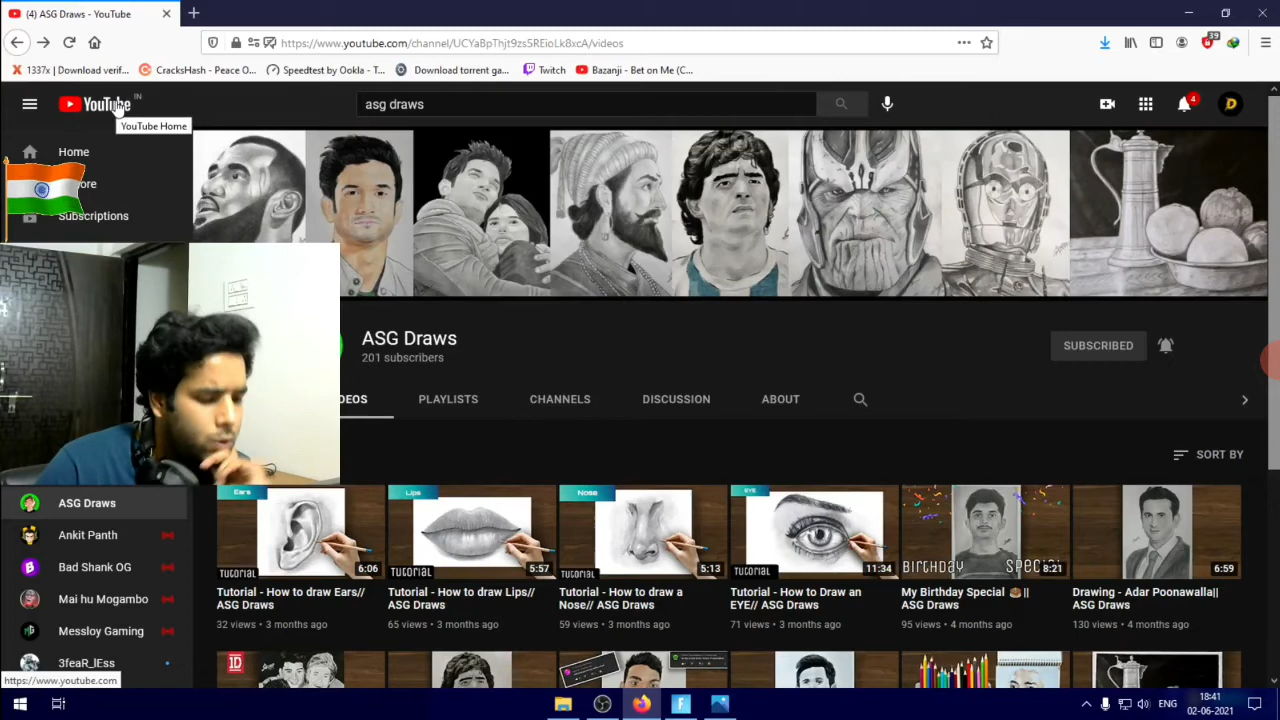 (4) ASG Draws - YouTube
https://www.youtube.com/channel/UCYaBpThjt9zsSREioLk8xcA/videos
39
1337x | Download verif...
CracksHash - Peace O...
Speedtest by Ookla - T...
Download torrent ga...
Twitch
Bazanji - Bet on Me (C...
YouTube
IN
asg draws
4
D
YouTube Home
Home
ore
Subscriptions
ASG Draws
201 subscribers
SUBSCRIBED
DEOS
PLAYLISTS
CHANNELS
DISCUSSION
ABOUT
SORT BY
ASG Draws
Ankit Panth
Bad Shank OG
Mai hu Mogambo
Messloy Gaming
3feaR_lEss
Ears
TUTORIAL
6:06
Lips
TUTORIAL
5:57
Nose
TUTORIAL
5:13
EYE
TUTORIAL
11:34
BIRTHDAY SPECIAL
8:21
6:59
Tutorial - How to draw Ears// ASG Draws
32 views • 3 months ago
Tutorial - How to draw Lips// ASG Draws
65 views • 3 months ago
Tutorial - How to draw a Nose// ASG Draws
59 views • 3 months ago
Tutorial - How to Draw an EYE// ASG Draws
71 views • 3 months ago
My Birthday Special 🎂|| ASG Draws
95 views • 4 months ago
Drawing - Adar Poonawalla|| ASG Draws
130 views • 4 months ago
1D
https://www.youtube.com
ENG
18:41
02-06-2021